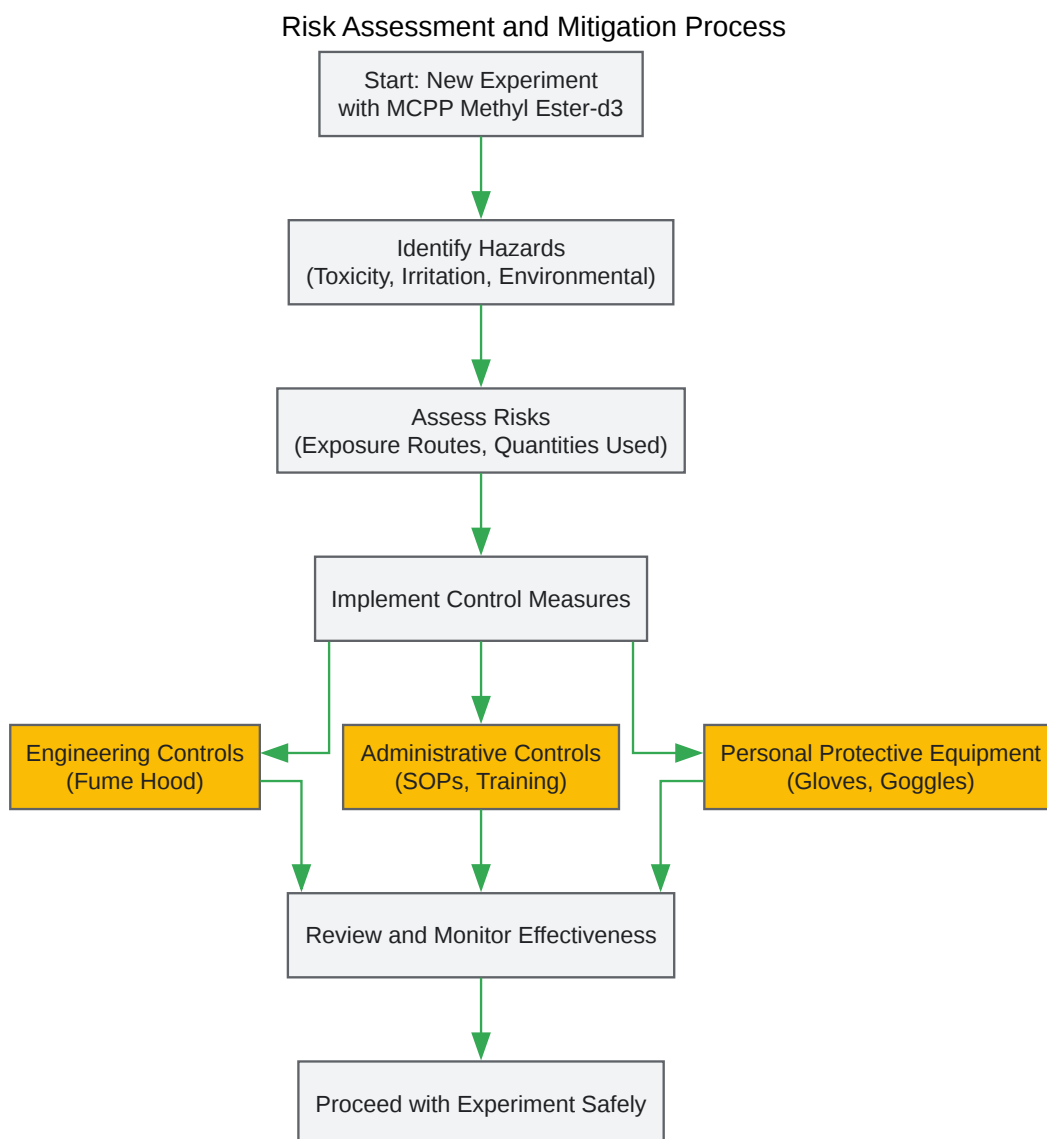 Risk Assessment and Mitigation Process
Start: New Experiment
with MCPP Methyl Ester-d3
Identify Hazards
(Toxicity, Irritation, Environmental)
Assess Risks
(Exposure Routes, Quantities Used)
Implement Control Measures
Engineering Controls
(Fume Hood)
Administrative Controls
(SOPs, Training)
Personal Protective Equipment
(Gloves, Goggles)
Review and Monitor Effectiveness
Proceed with Experiment Safely